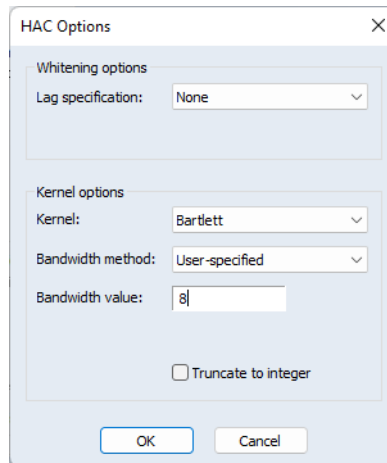 HAC Options
Whitening options
Lag specification: None
Kernel options
Kernel: Bartlett
Bandwidth method: User-specified
Bandwidth value: 8
Truncate to integer
OK Cancel